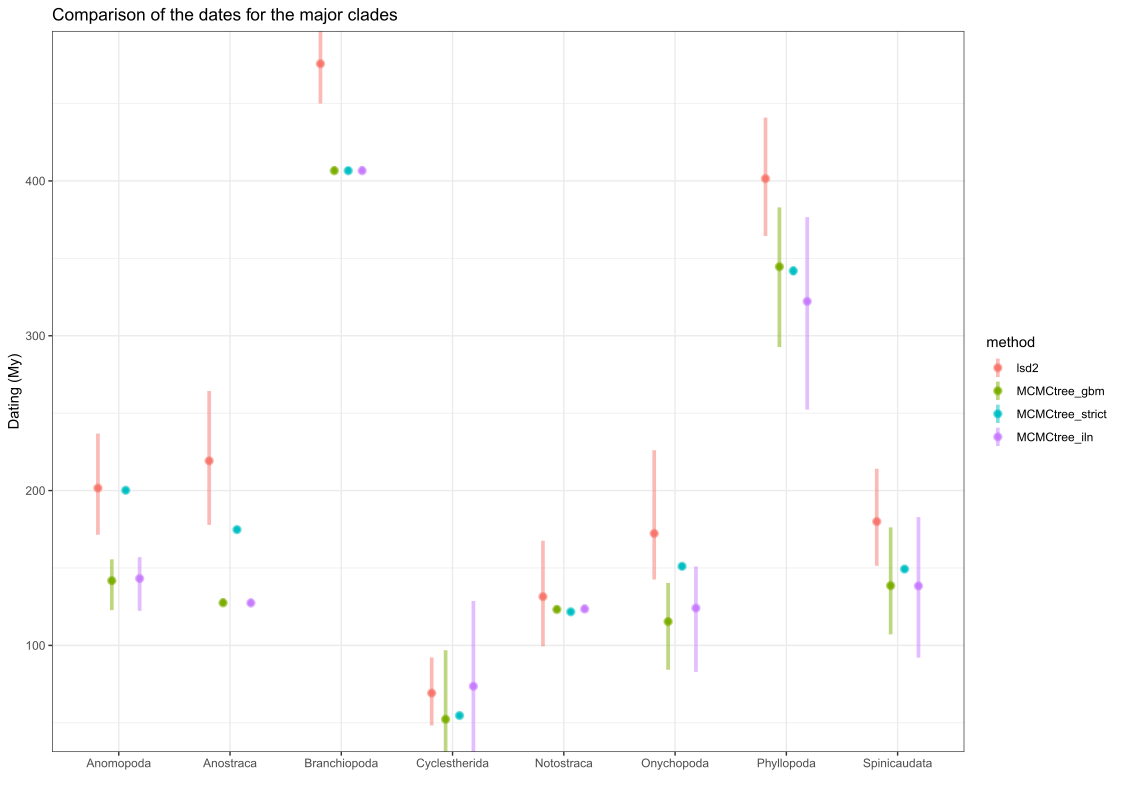 Comparison of the dates for the major clades
Dating (My)
400
300
200
100
Anomopoda
Anostraca
Branchiopoda
Cyclestherida
Notostraca
Onychopoda
Phyllopoda
Spinicaudata
method
lsd2
MCMCtree_gbm
MCMCtree_strict
MCMCtree_iln